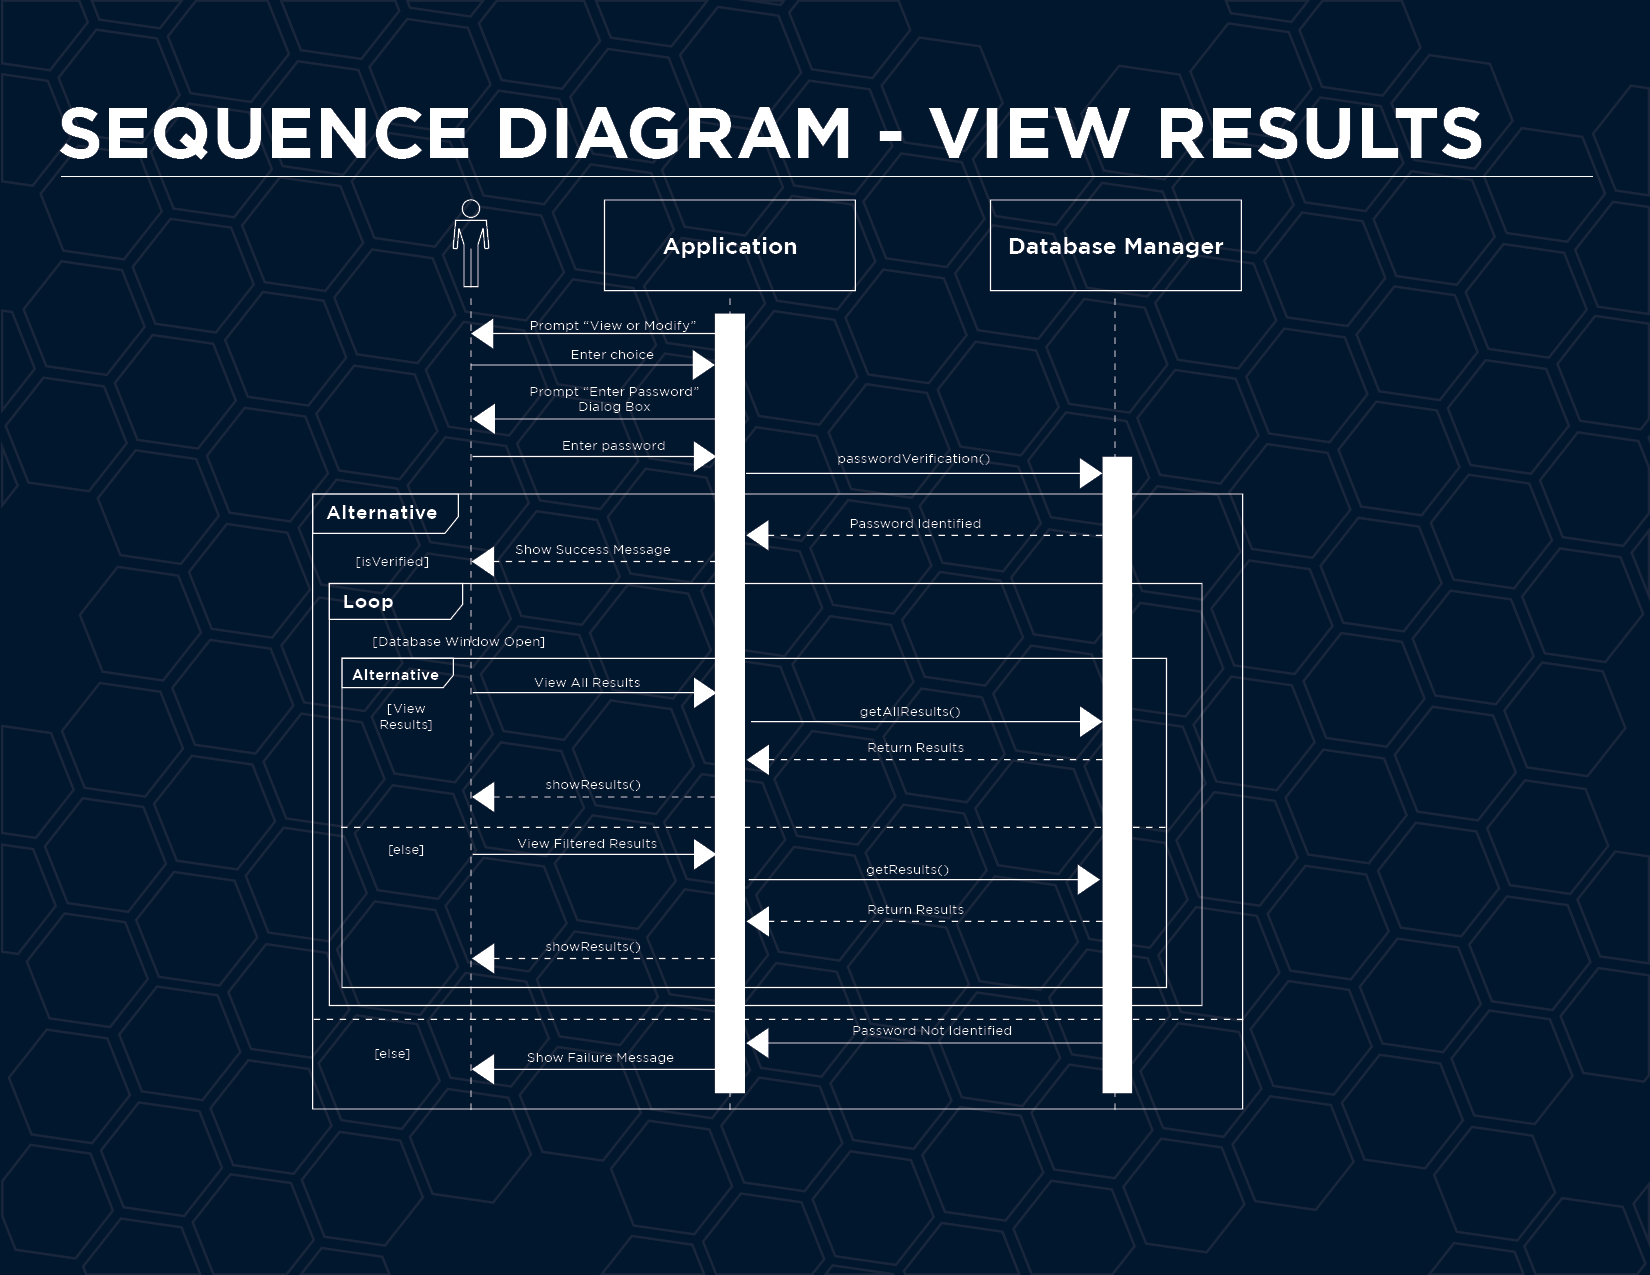 SEQUENCE DIAGRAM - VIEW RESULTS
Application
Database Manager
Prompt “View or Modify”
Enter choice
Prompt “Enter Password”
Dialog Box
Enter password
passwordVerification()
Alternative
Password Identified
Show Success Message
[isVerified]
Loop
[Database Window Open]
Alternative
View All Results
[View
Results]
getAllResults()
Return Results
showResults()
View Filtered Results
[else]
getResults()
Return Results
showResults()
Password Not Identified
[else]
Show Failure Message